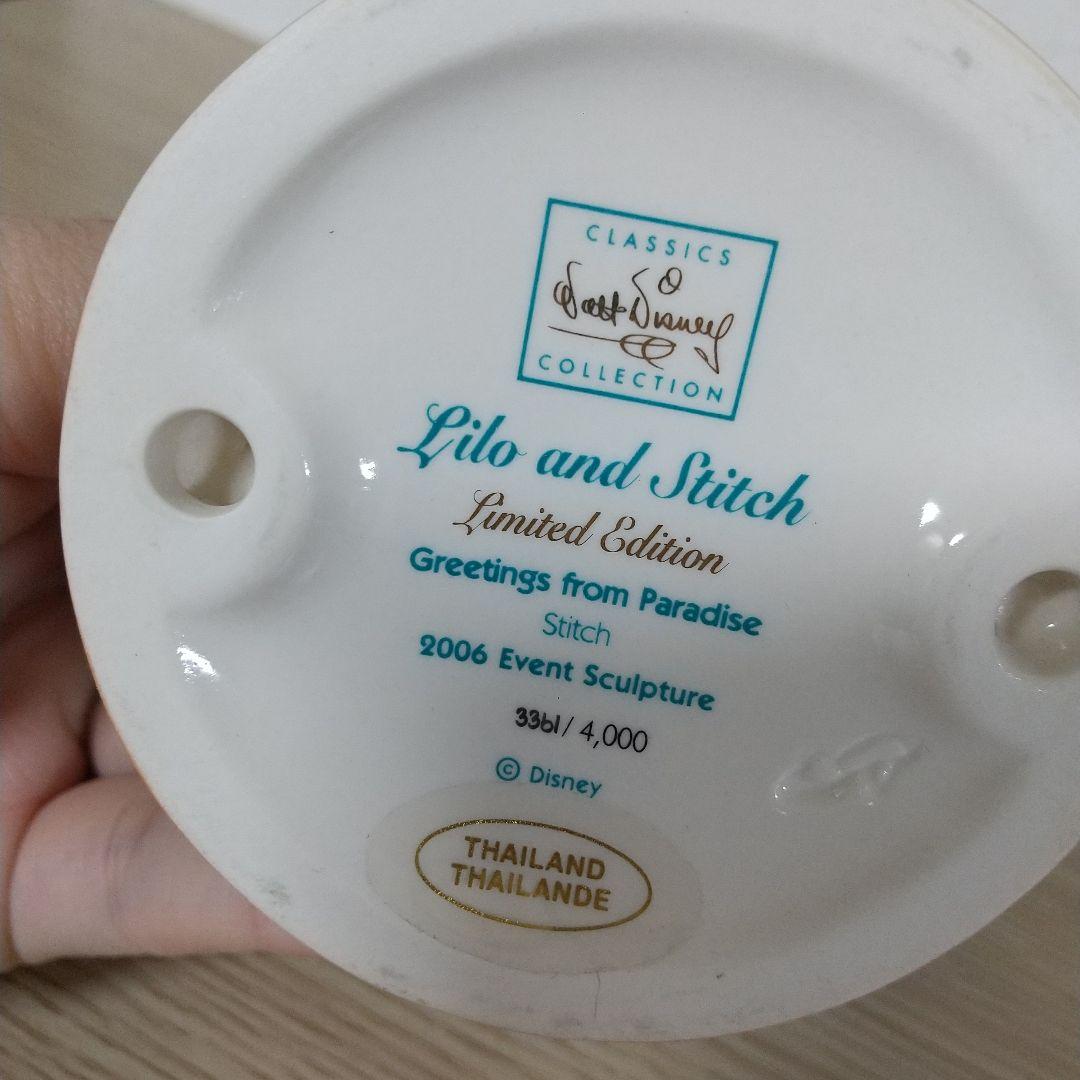 CLASSICS
Walt Disney
COLLECTION
Lilo and Stitch
Limited Edition
Greetings from Paradise
Stitch
2006 Event Sculpture
3361/4,000
© Disney
THAILAND
THAILANDE